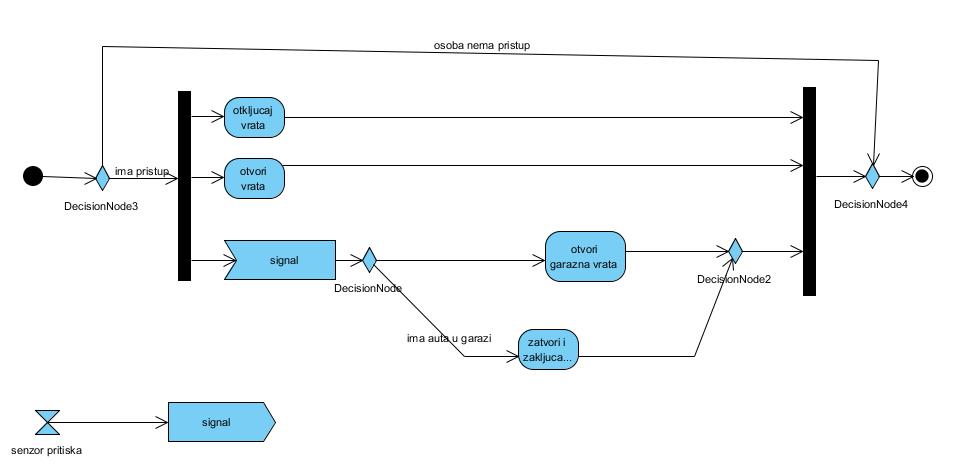 osoba nema pristup
otkljucaj
vrata
ima pristup
otvori
vrata
DecisionNode3
DecisionNode4
signal
otvori
garazna vrata
DecisionNode
DecisionNode2
ima auta u garazi
zatvori i
zakljuca...
signal
senzor pritiska